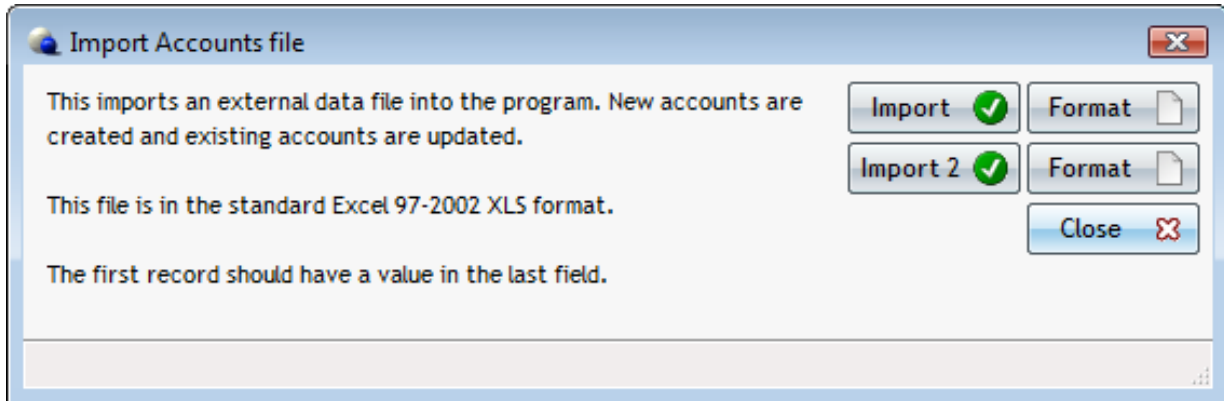 Import Accounts file
This imports an external data file into the program. New accounts are
created and existing accounts are updated.
This file is in the standard Excel 97-2002 XLS format.
The first record should have a value in the last field.
Import
Format
Import 2
Format
Close